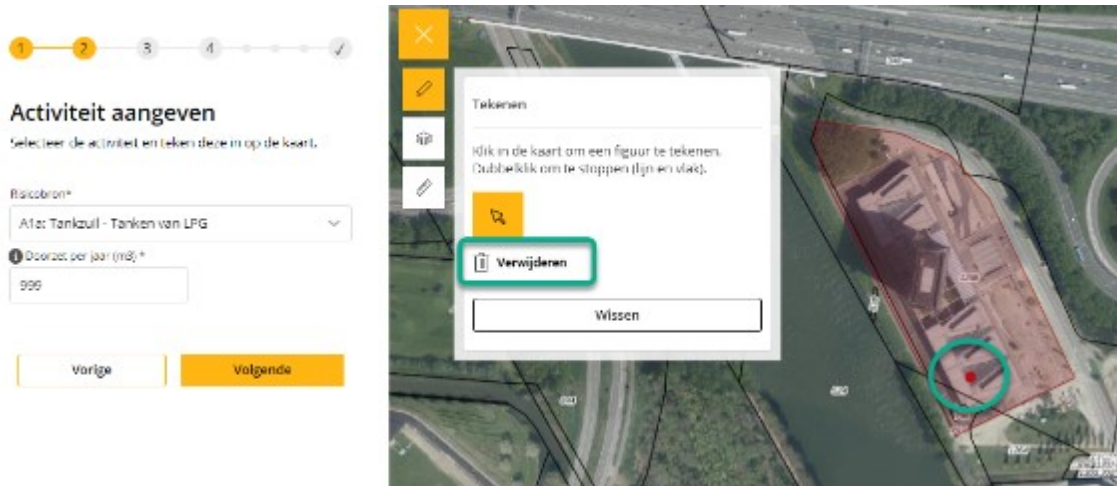 1 2 3 4
Activiteit aangeven
Selecteer de activiteit en teken deze in op de kaart.
Risicobron*
A1a: Tankzuil - Tanken van LPG
Doorzet per jaar (m3) *
999
Vorige
Volgende
Tekenen
Klik in de kaart om een figuur te tekenen.
Dubbelklik om te stoppen (lijn en vlak).
Verwijderen
Wissen